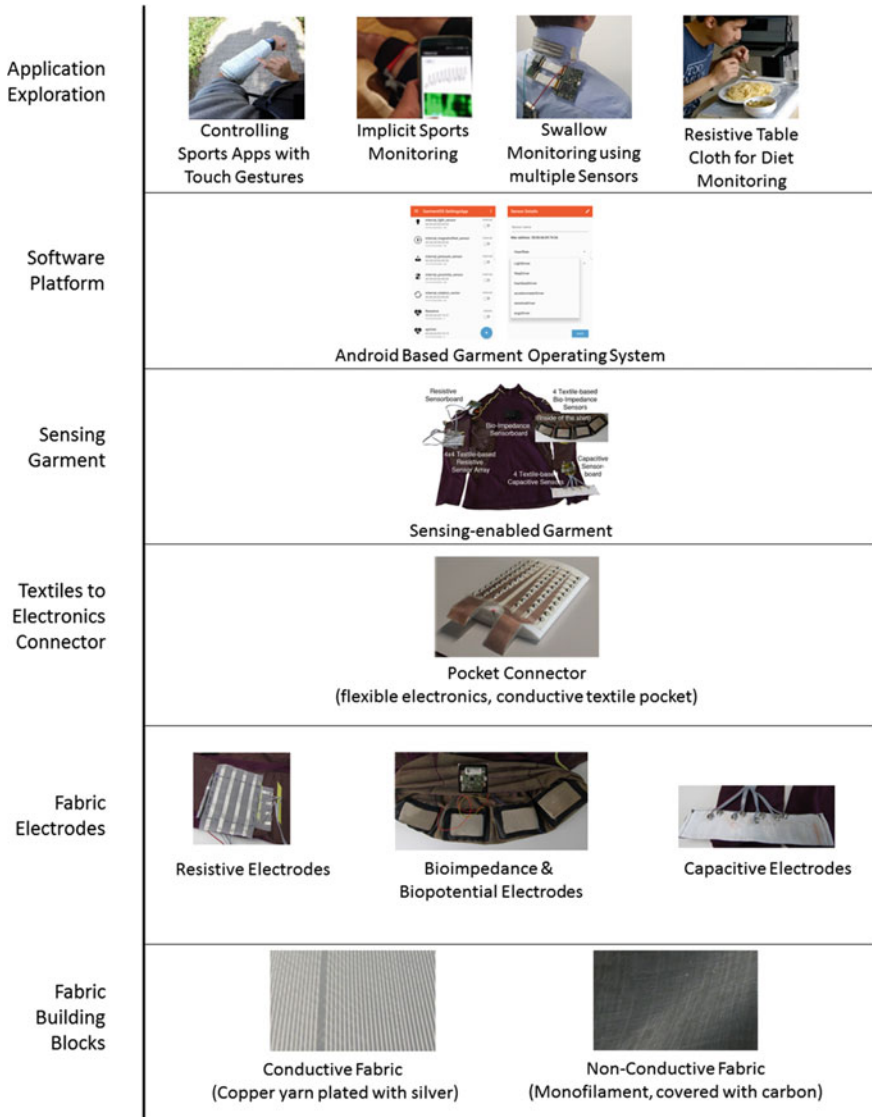 Application
Exploration
Controlling
Sports Apps with
Touch Gestures
Implicit Sports
Monitoring
Swallow
Monitoring using
multiple Sensors
Resistive Table
Cloth for Diet
Monitoring
Software
Platform
Android Based Garment Operating System
Sensing
Garment
Resistive
Sensorboard
4x4 Textile-based
Resistive
Sensor Array
Bio-Impedance
Sensorboard
4 Textile-based
Bio-Impedance
Sensors
(Inside of the shirt)
4 Textile-based
Capacitive Sensors
Capacitive
Sensor-
board
Sensing-enabled Garment
Textiles to
Electronics
Connector
Pocket Connector
(flexible electronics, conductive textile pocket)
Fabric
Electrodes
Resistive Electrodes
Bioimpedance &
Biopotential Electrodes
Capacitive Electrodes
Fabric
Building
Blocks
Conductive Fabric
(Copper yarn plated with silver)
Non-Conductive Fabric
(Monofilament, covered with carbon)